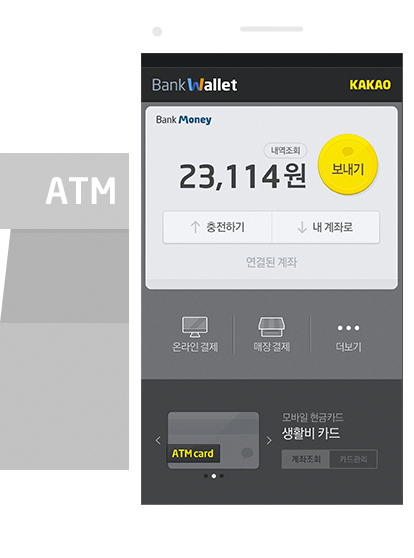 BankWallet KAKAO
Bank Money
내역조회
23,114원
보내기
↑ 충전하기
↓ 내 계좌로
연결된 계좌
ATM
온라인 결제
매장 결제
더보기
모바일 현금카드
생활비 카드
ATM card
계좌조회
카드관리